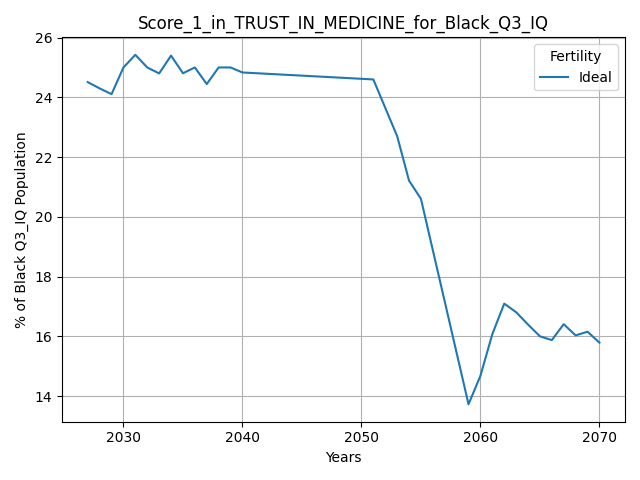 Score_1_in_TRUST_IN_MEDICINE_for_Black_Q3_IQ
Fertility
Ideal
% of Black Q3_IQ Population
26
24
22
20
18
16
14
2030 2040 2050 2060 2070
Years